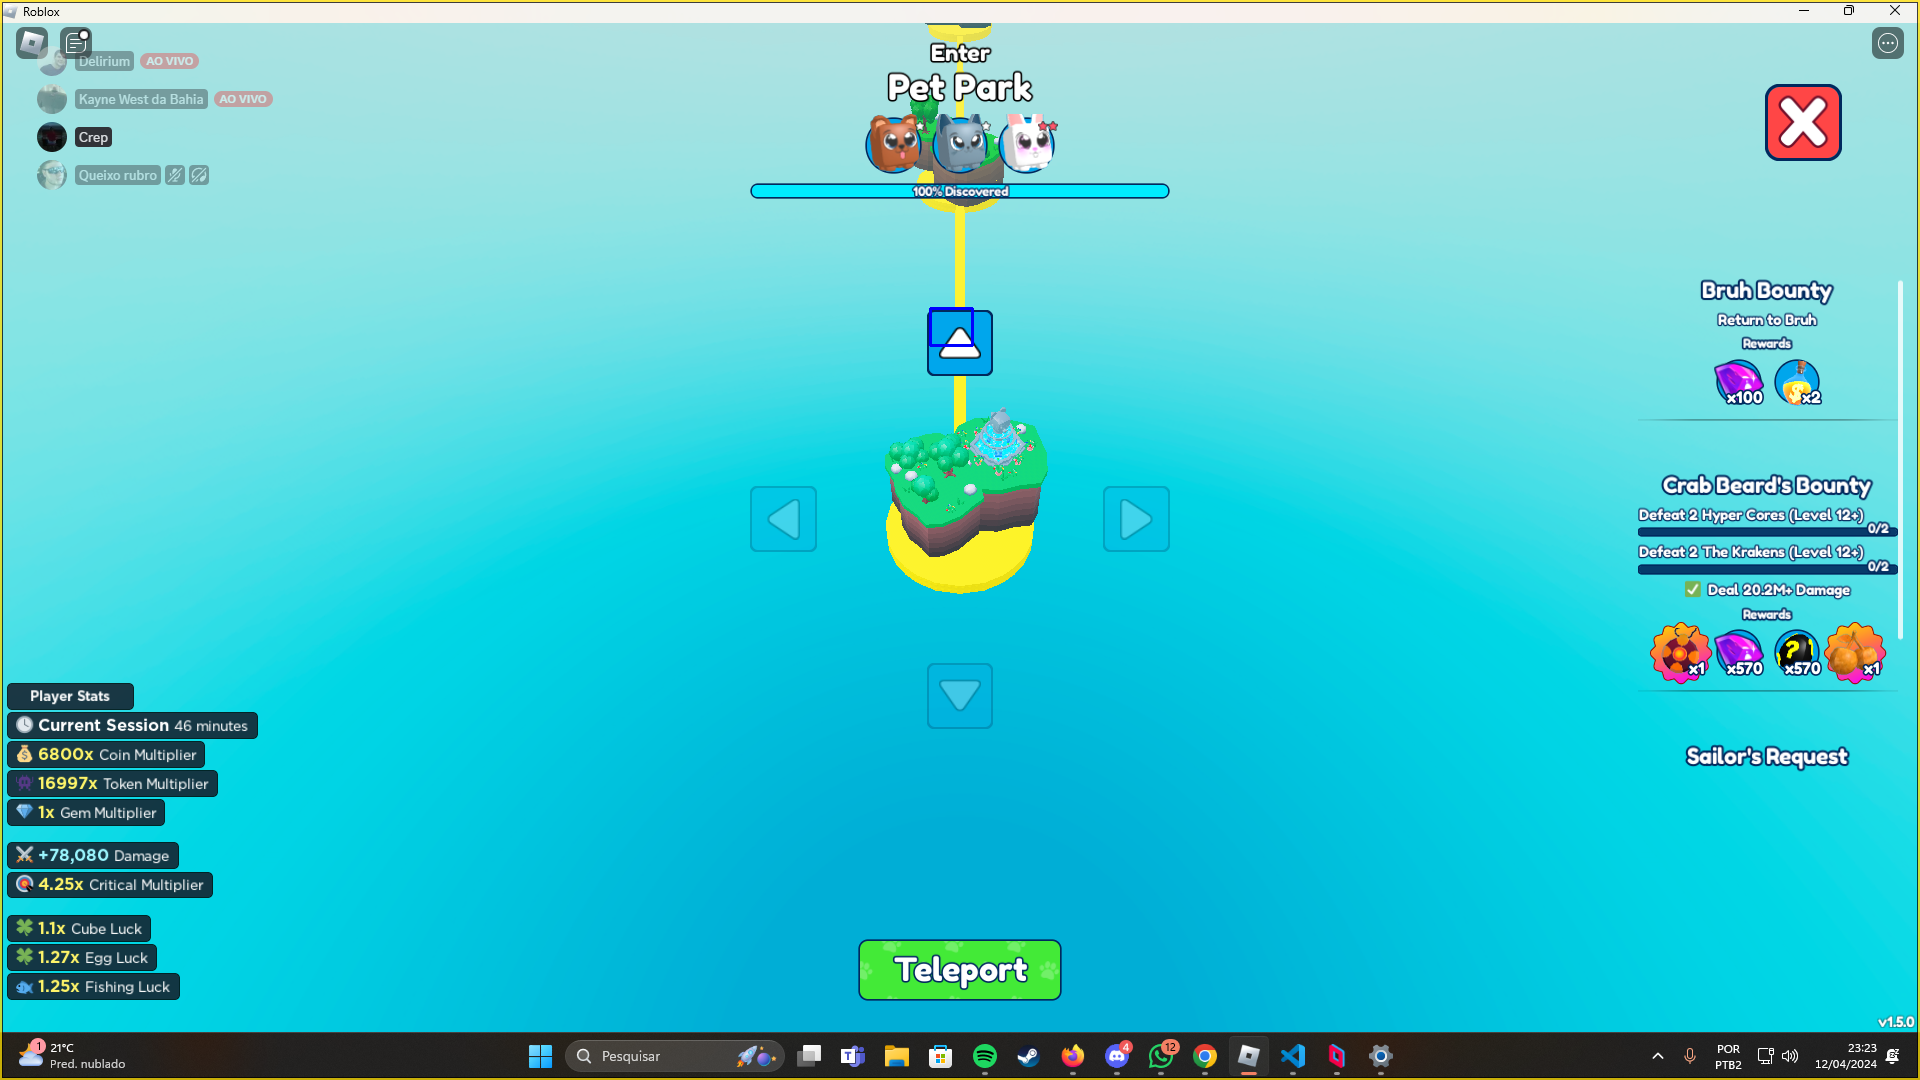 Roblox
Delirium AO VIVO
Kayne West da Bahia AO VIVO
Crep
Queixo rubro
Enter
Pet Park
100% Discovered
Bruh Bounty
Return to Bruh
Rewards
x100 x2
Crab Beard's Bounty
Defeat 2 Hyper Cores (Level 12+)
0/2
Defeat 2 The Krakens (Level 12+)
0/2
✅ Deal 20.2M+ Damage
Rewards
x1 x570 ? x570 x1
Sailor's Request
Player Stats
Current Session 46 minutes
6800x Coin Multiplier
16997x Token Multiplier
1x Gem Multiplier
+78,080 Damage
4.25x Critical Multiplier
1.1x Cube Luck
1.27x Egg Luck
1.25x Fishing Luck
Teleport
v1.5.0
1
21°C
Pred. nublado
Pesquisar
4
12
POR
PTB2
23:23
12/04/2024